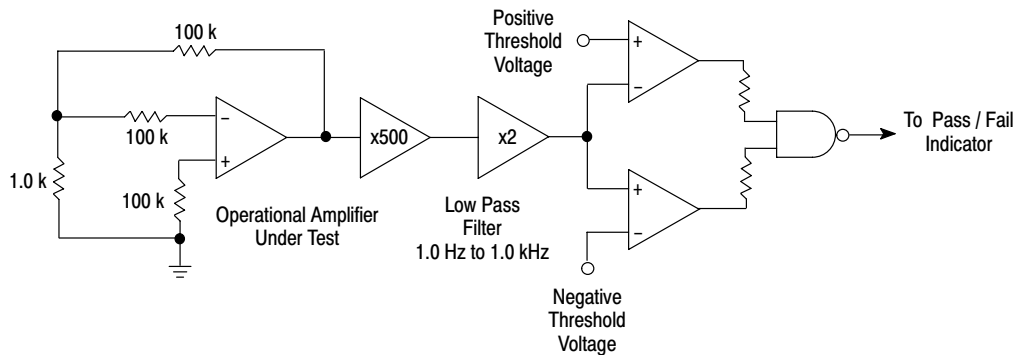 100 k
100 k
1.0 k
100 k
−
+
Operational Amplifier
Under Test
x500
x2
Low Pass
Filter
1.0 Hz to 1.0 kHz
Positive
Threshold
Voltage
+
−
+
−
Negative
Threshold
Voltage
To Pass / Fail
Indicator